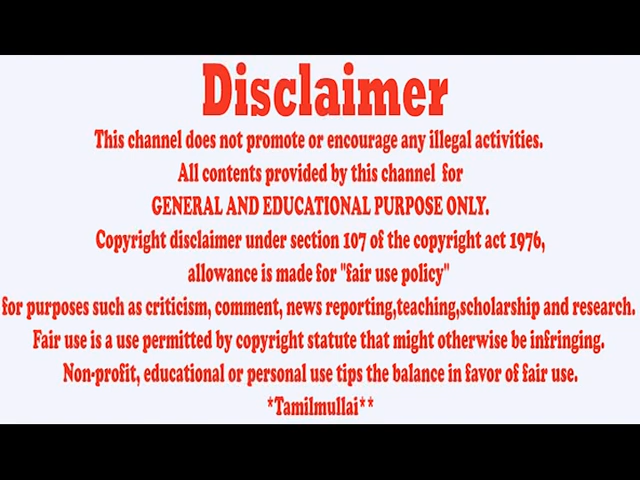 Disclaimer
This channel does not promote or encourage any illegal activities.
All contents provided by this channel for
GENERAL AND EDUCATIONAL PURPOSE ONLY.
Copyright disclaimer under section 107 of the copyright act 1976,
allowance is made for "fair use policy"
for purposes such as criticism, comment, news reporting,teaching,scholarship and research.
Fair use is a use permitted by copyright statute that might otherwise be infringing.
Non-profit, educational or personal use tips the balance in favor of fair use.
*Tamilmullai**